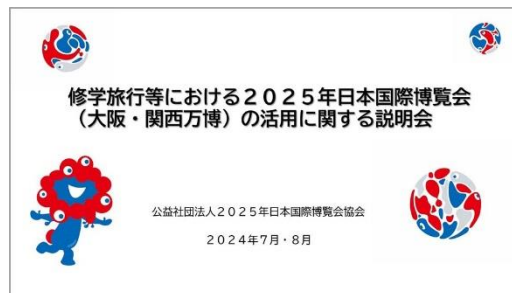 修学旅行等における２０２５年日本国際博覧会
（大阪・関西万博）の活用に関する説明会
公益社団法人２０２５年日本国際博覧会協会
２０２４年７月・８月